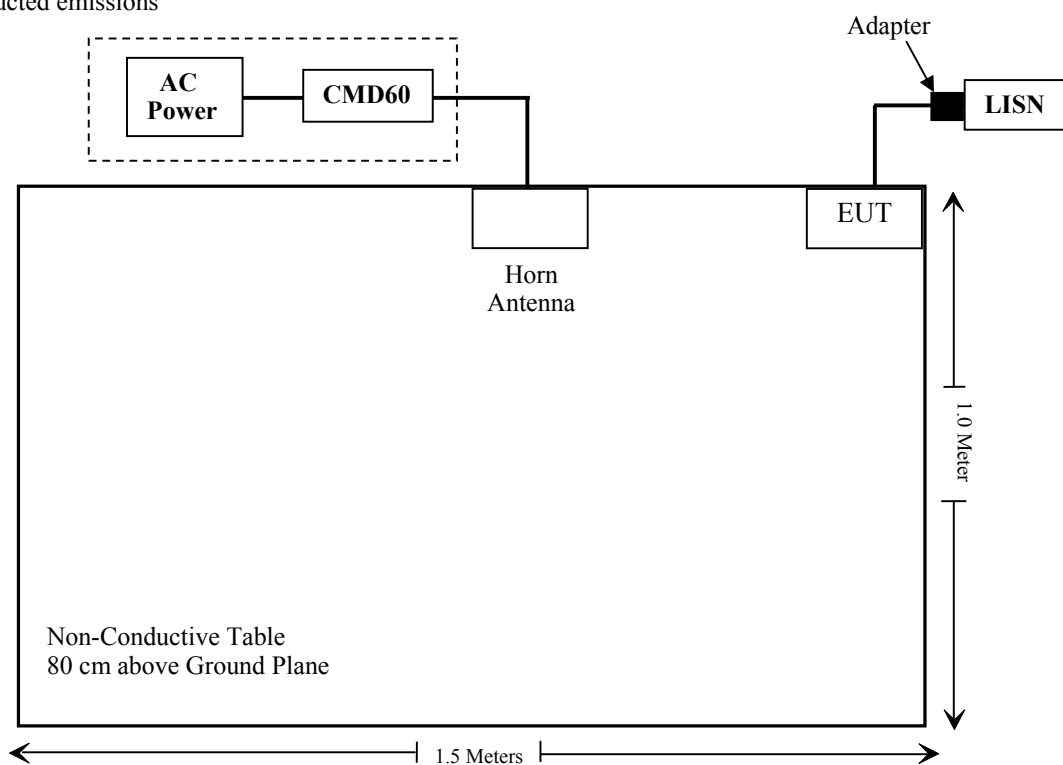 ucted emissions
Adapter
AC
Power
CMD60
LISN
EUT
Horn
Antenna
1.0 Meter
Non-Conductive Table
80 cm above Ground Plane
1.5 Meters